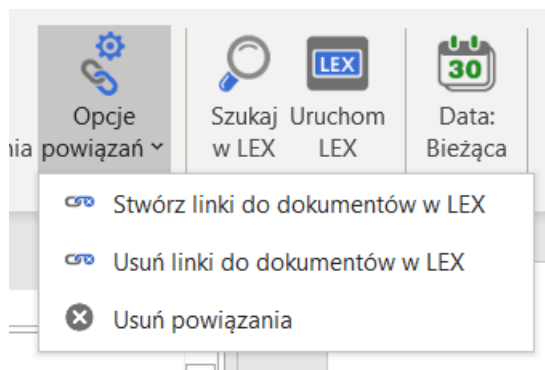 LEX
30
Opcje
powiązań
Szukaj
w LEX
Uruchom
LEX
Data:
Bieżąca
Stwórz linki do dokumentów w LEX
Usuń linki do dokumentów w LEX
Usuń powiązania